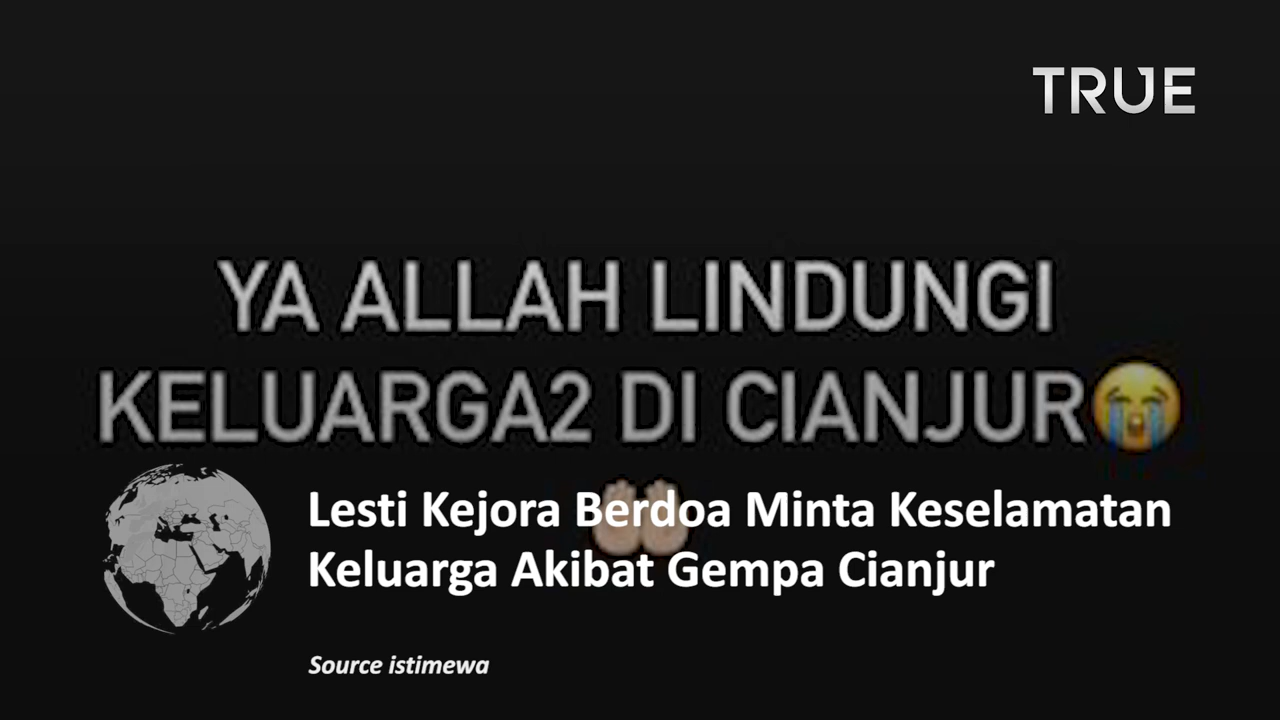 TRUE
YA ALLAH LINDUNGI
KELUARGA2 DI CIANJUR😭
🤲🏼
Lesti Kejora Berdoa Minta Keselamatan
Keluarga Akibat Gempa Cianjur
Source istimewa